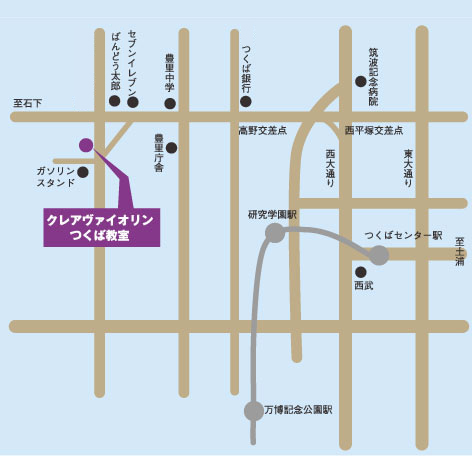 ばんどう太郎
セブンイレブン
豊里中学
つくば銀行
筑波記念病院
至石下
高野交差点
西平塚交差点
豊里庁舎
西大通り
東大通り
ガソリン
スタンド
クレアヴァイオリン
つくば教室
研究学園駅
つくばセンター駅
至土浦
西武
万博記念公園駅